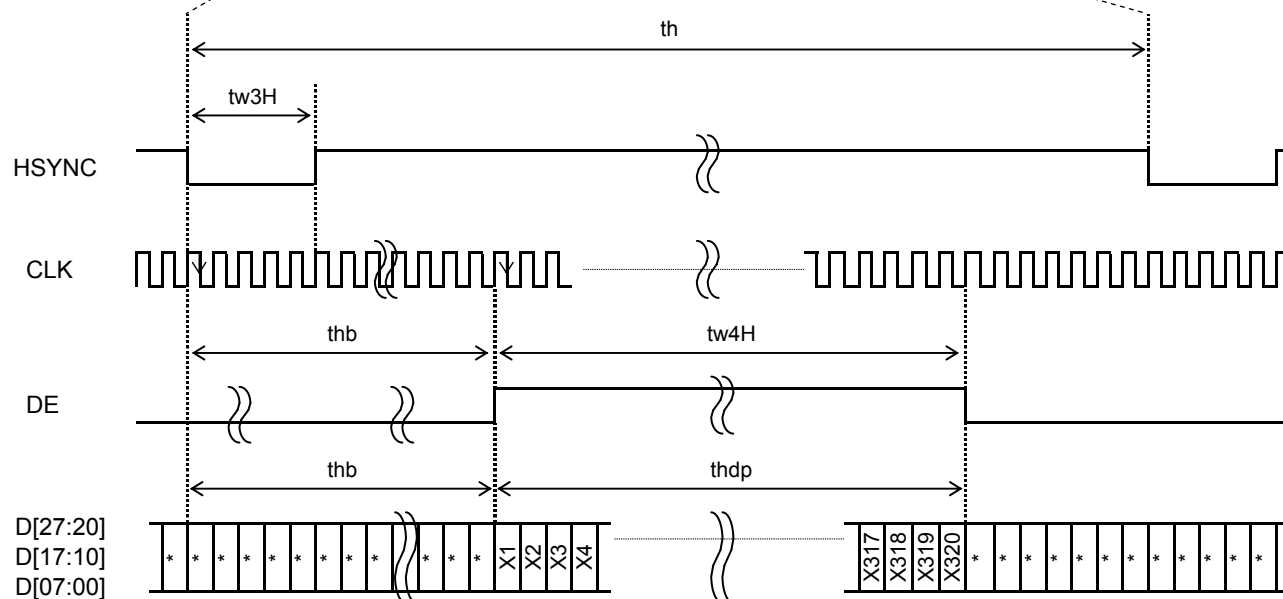 th
tw3H
HSYNC
CLK
thb tw4H
DE
thb thdp
D[27:20]
D[17:10]
D[07:00]
* * * * * * * * * * * * X1 X2 X3 X4 X317 X318 X319 X320 * * * * * * * * * * * *